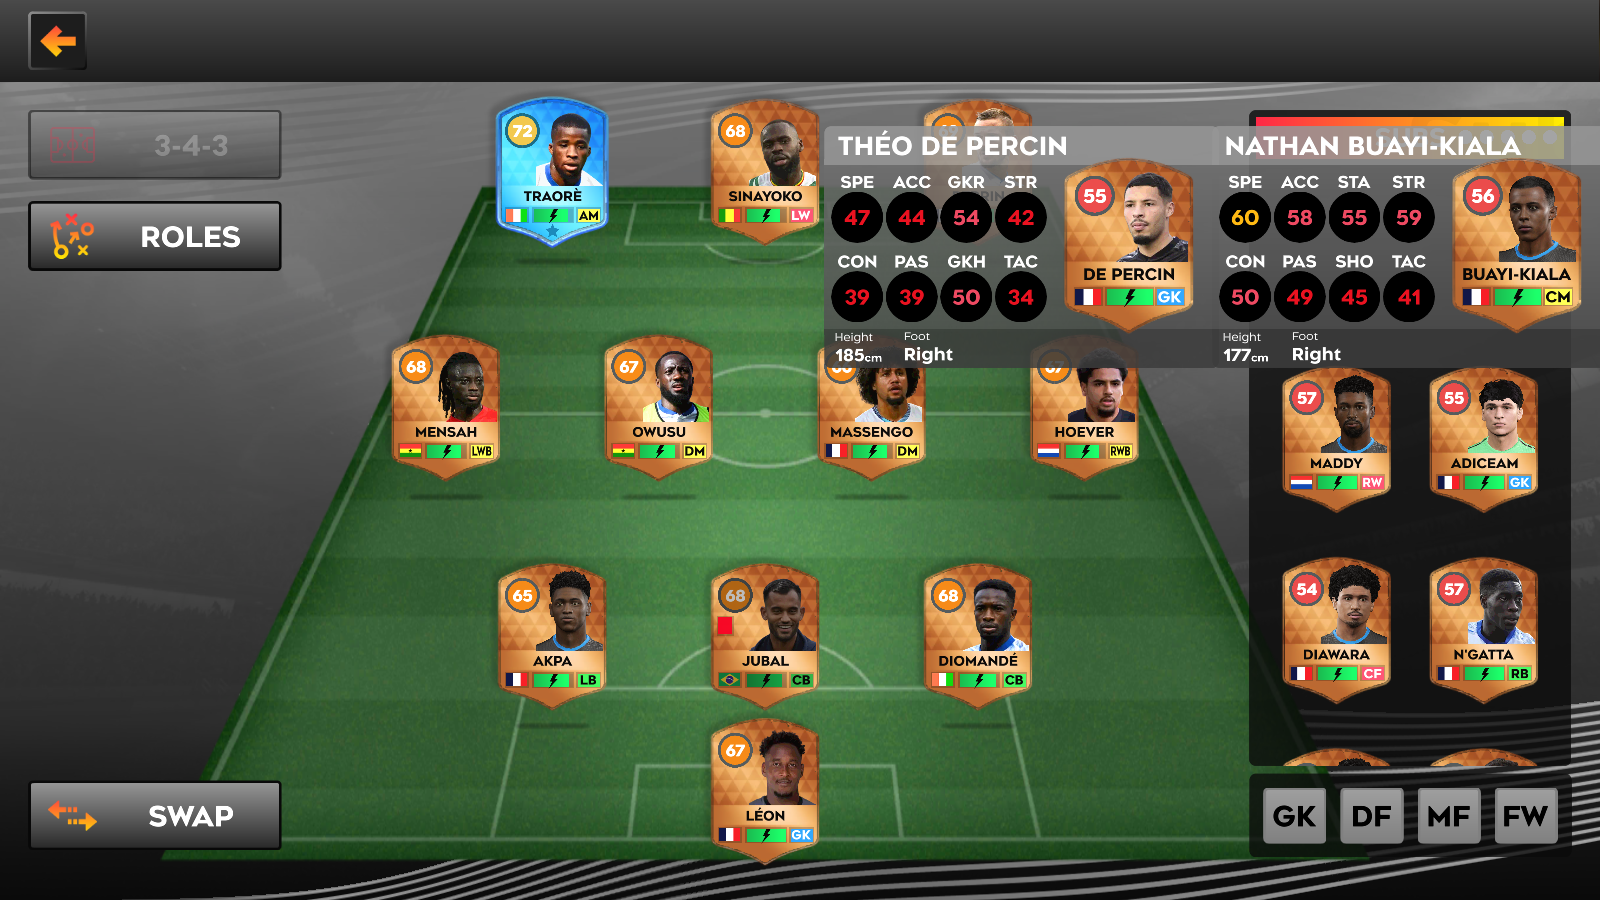 3-4-3
ROLES
72
TRAORÈ
AM
68
SINAYOKO
LW
THÉO DE PERCIN
SPE ACC GKR STR
47 44 54 42
CON PAS GKH TAC
39 39 50 34
Height Foot
185cm Right
55
DE PERCIN
GK
NATHAN BUAYI-KIALA
SPE ACC STA STR
60 58 55 59
CON PAS SHO TAC
50 49 45 41
Height Foot
177cm Right
56
BUAYI-KIALA
CM
68
MENSAH
LWB
67
OWUSU
DM
MASSENGO
DM
67
HOEVER
RWB
57
MADDY
RW
55
ADICEAM
GK
65
AKPA
LB
68
JUBAL
CB
68
DIOMANDÉ
CB
54
DIAWARA
CF
57
N'GATTA
RB
67
LÉON
GK
SWAP
GK DF MF FW